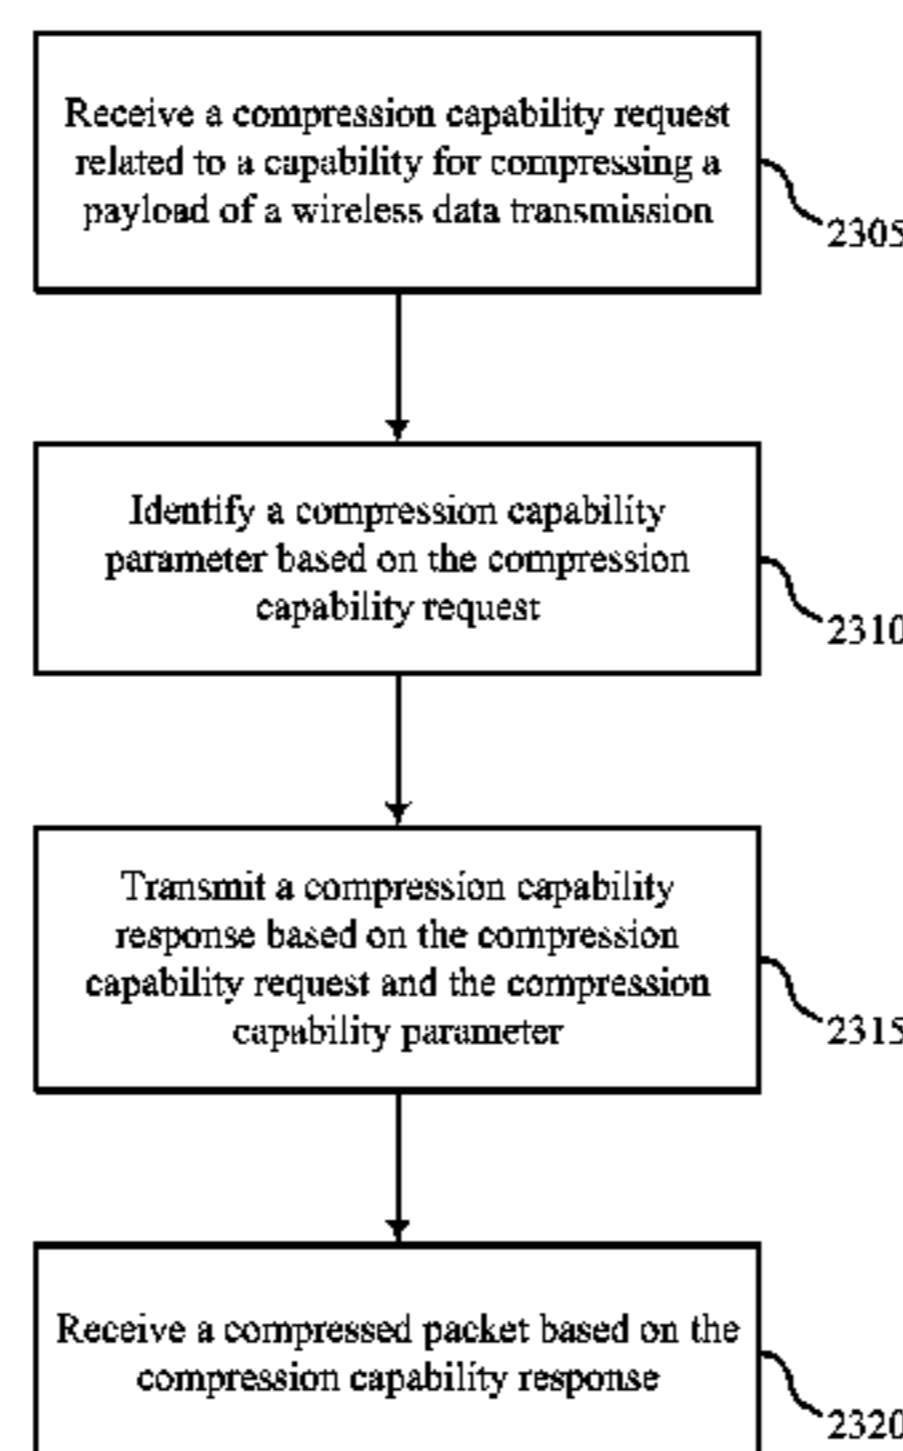 Receive a compression capability request
related to a capability for compressing a
payload of a wireless data transmission
2305
Identify a compression capability
parameter based on the compression
capability request
2310
Transmit a compression capability
response based on the compression
capability request and the compression
capability parameter
2315
Receive a compressed packet based on the
compression capability response
2320